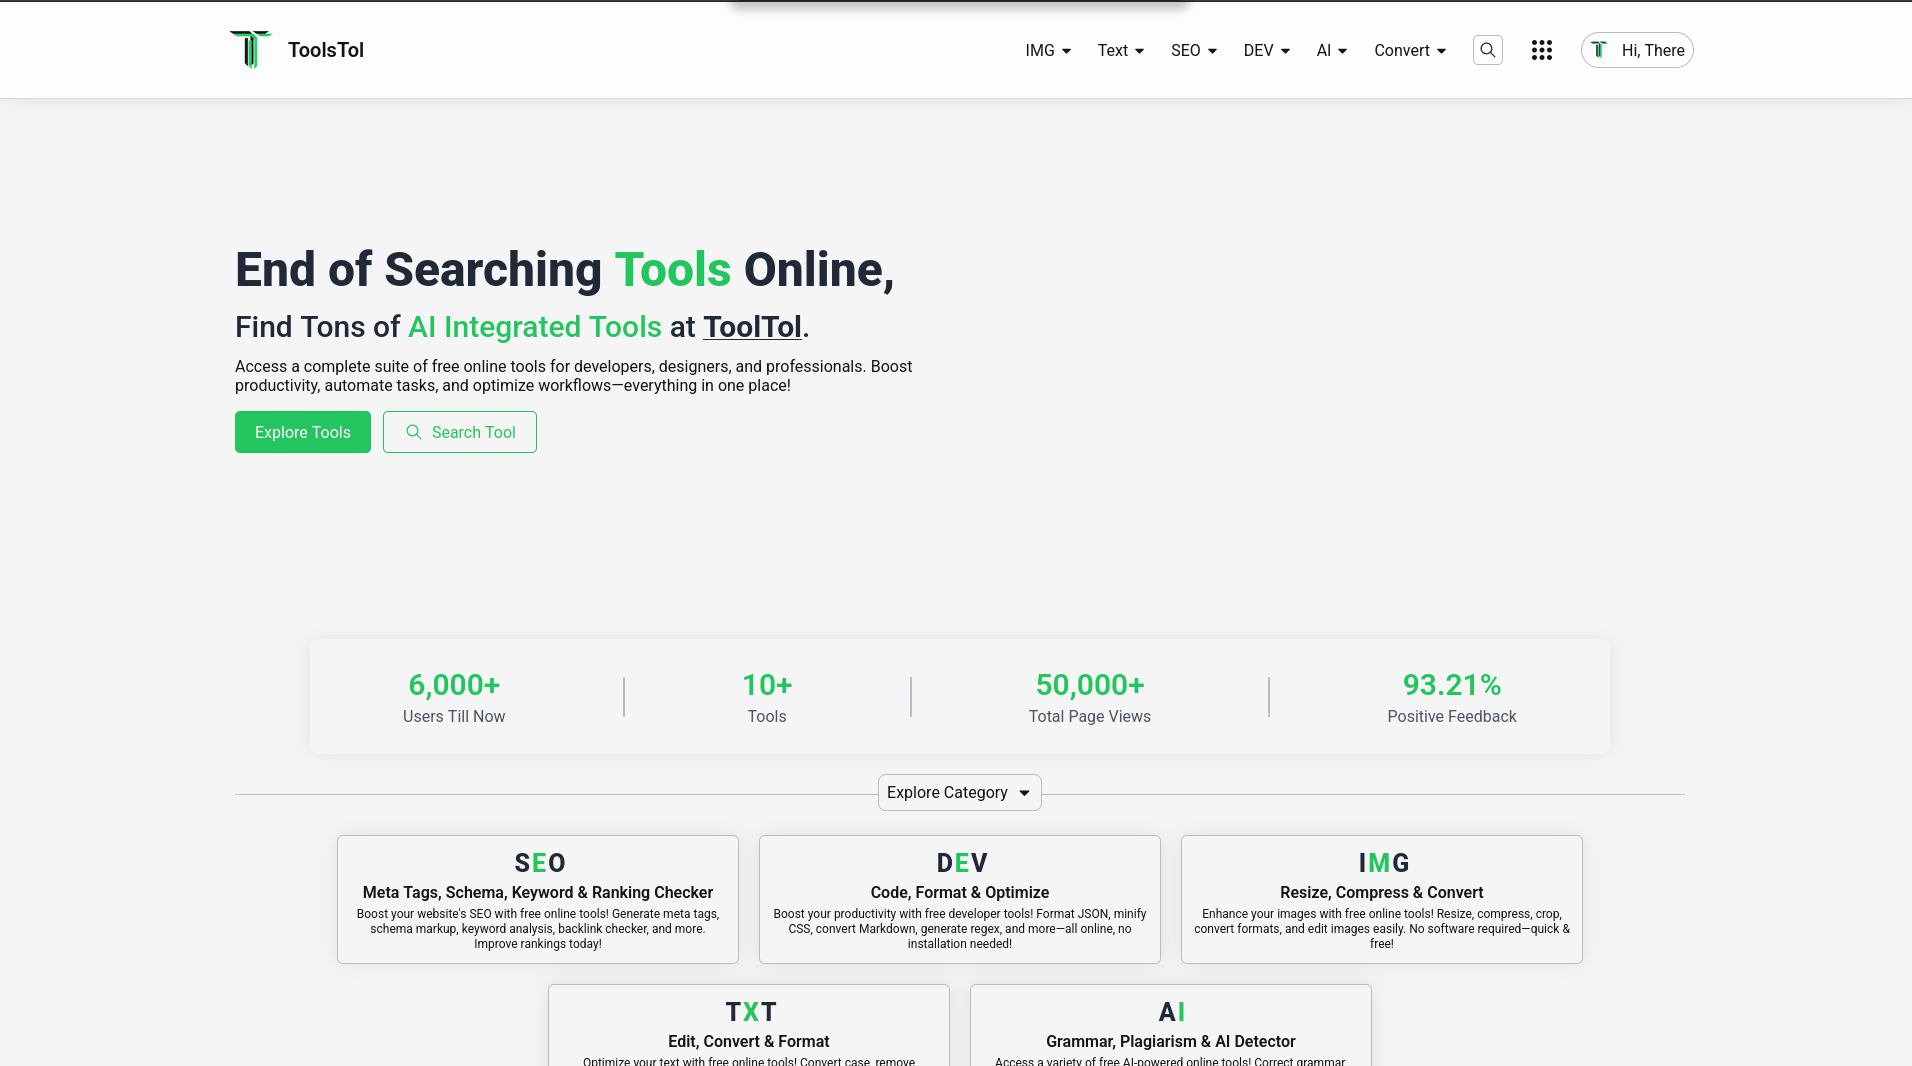 ToolsTol
IMG
Text
SEO
DEV
AI
Convert
Hi, There
End of Searching Tools Online,
Find Tons of AI Integrated Tools at ToolTol.
Access a complete suite of free online tools for developers, designers, and professionals. Boost
productivity, automate tasks, and optimize workflows—everything in one place!
Explore Tools
Search Tool
6,000+
Users Till Now
10+
Tools
50,000+
Total Page Views
93.21%
Positive Feedback
Explore Category
SEO
Meta Tags, Schema, Keyword & Ranking Checker
Boost your website's SEO with free online tools! Generate meta tags,
schema markup, keyword analysis, backlink checker, and more.
Improve rankings today!
DEV
Code, Format & Optimize
Boost your productivity with free developer tools! Format JSON, minify
CSS, convert Markdown, generate regex, and more—all online, no
installation needed!
IMG
Resize, Compress & Convert
Enhance your images with free online tools! Resize, compress, crop,
convert formats, and edit images easily. No software required—quick &
free!
TXT
Edit, Convert & Format
Optimize your text with free online tools! Convert case, remove
AI
Grammar, Plagiarism & AI Detector
Access a variety of free AI-powered online tools! Correct grammar